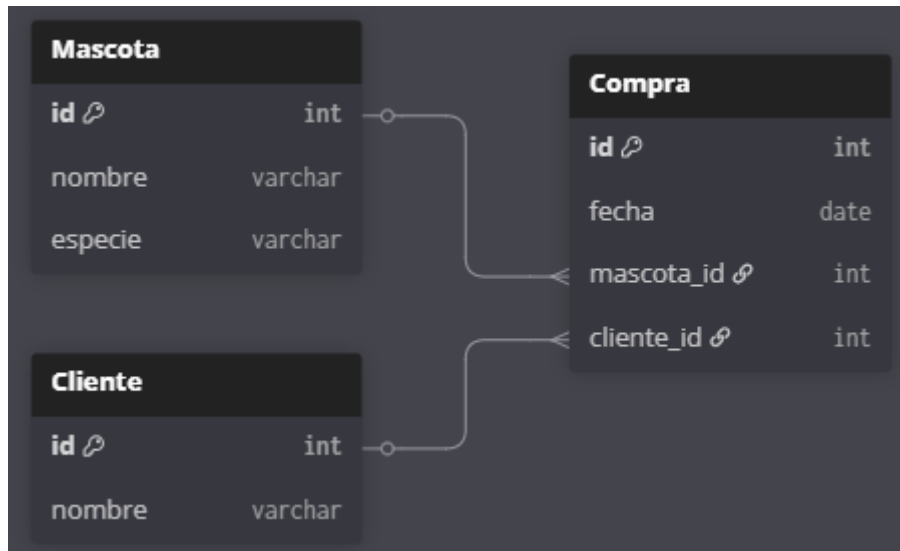 Mascota
id int
nombre varchar
especie varchar
Compra
id int
fecha date
mascota_id int
cliente_id int
Cliente
id int
nombre varchar